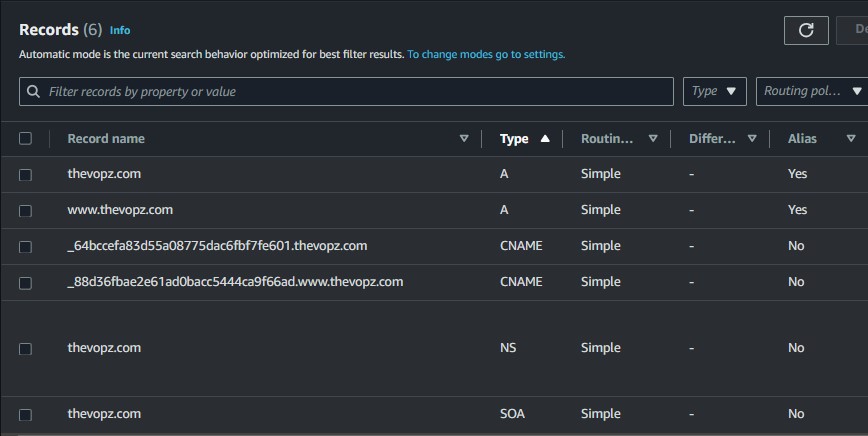 Records (6) Info
Automatic mode is the current search behavior optimized for best filter results. To change modes go to settings.
De
Filter records by property or value
Type
Routing pol...
Record name Type Routin... Differ... Alias
thevopz.com A Simple - Yes
www.thevopz.com A Simple - Yes
_64bccefa83d55a08775dac6fbf7fe601.thevopz.com CNAME Simple - No
_88d36fbae2e61ad0bacc5444ca9f66ad.www.thevopz.com CNAME Simple - No
thevopz.com NS Simple - No
thevopz.com SOA Simple - No